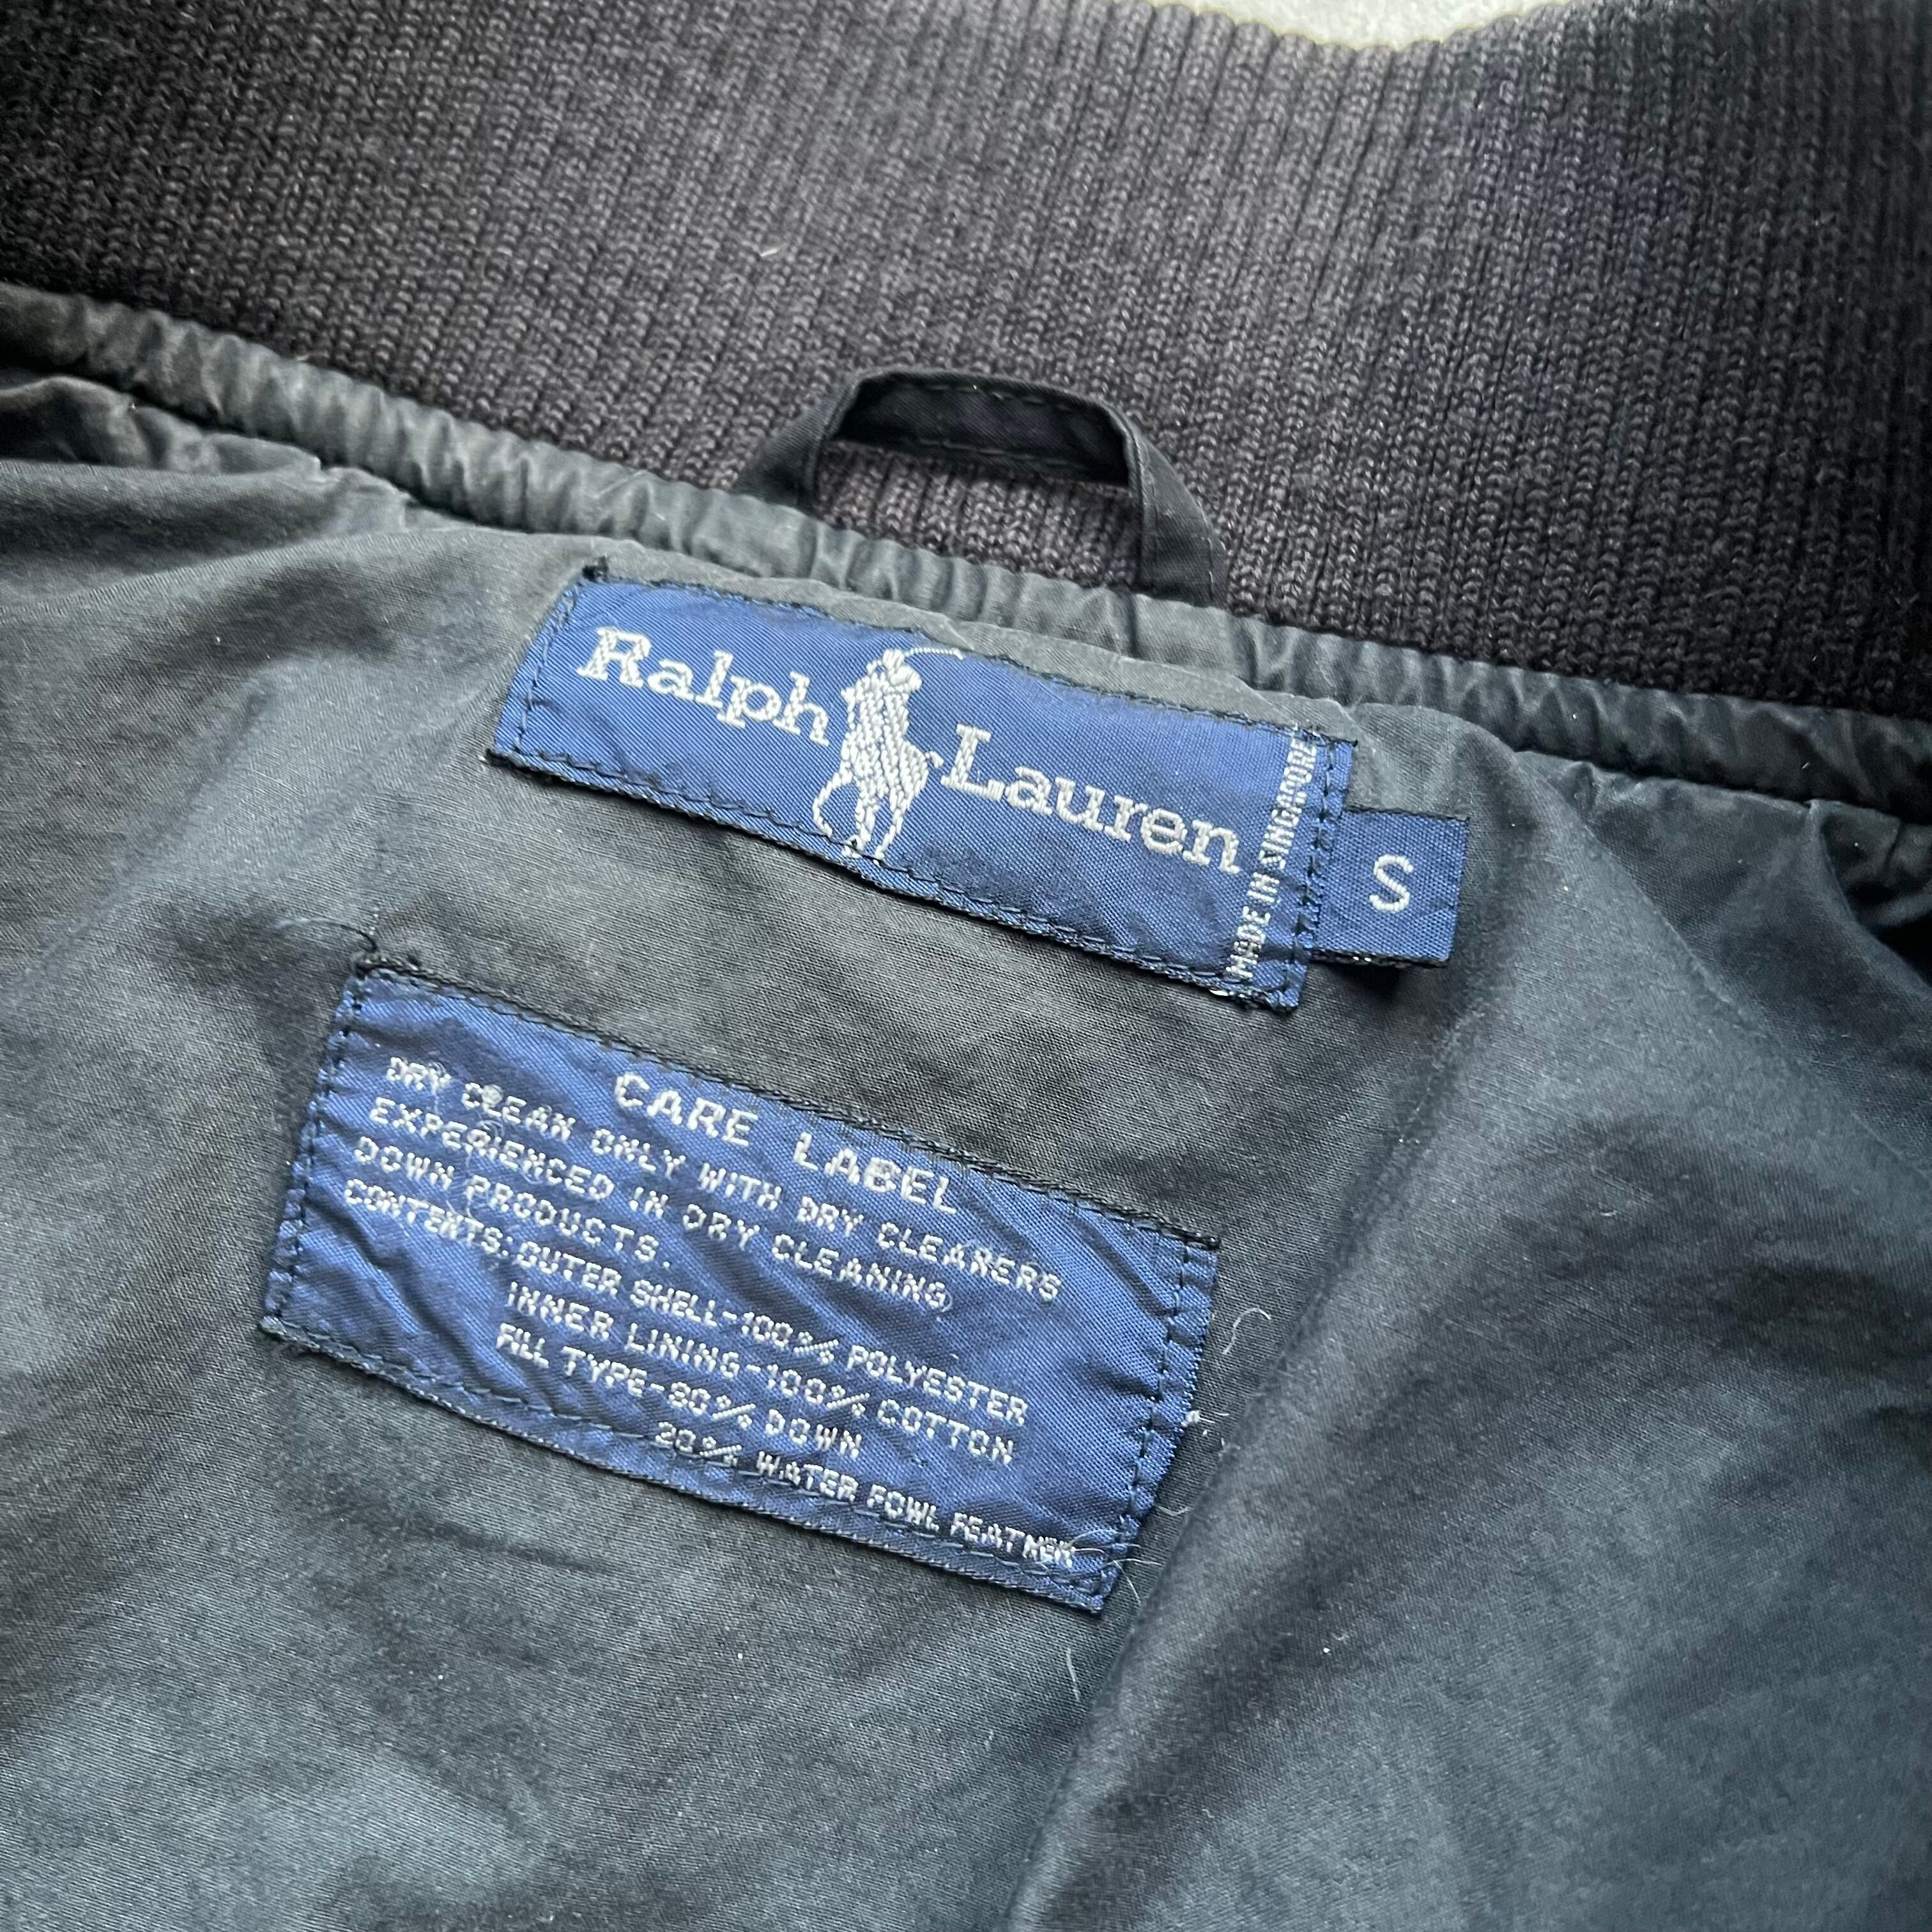 Ralph Lauren
MADE IN SINGAPORE
S
CARE LABEL
DRY CLEAN ONLY WITH DRY CLEANERS
EXPERIENCED IN DRY CLEANING
DOWN PRODUCTS.
CONTENTS: OUTER SHELL-100% POLYESTER
INNER LINING-100% COTTON
FILL TYPE-80% DOWN
20% WATER FOWL FEATHER